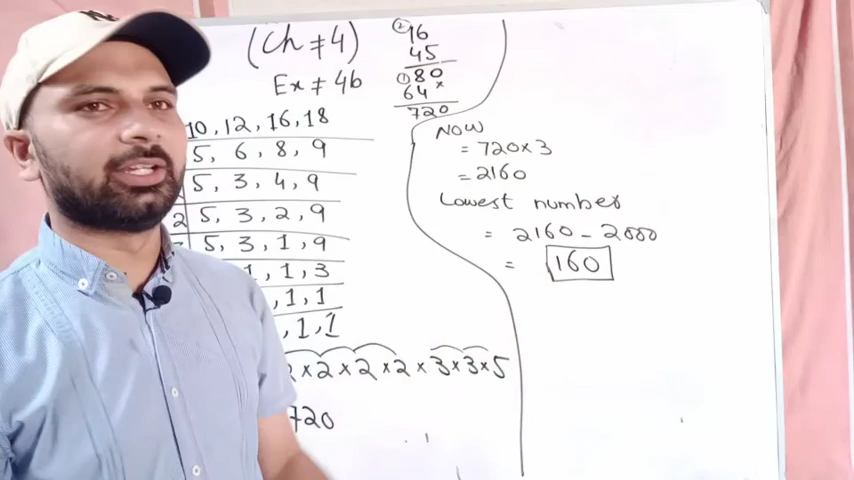 (Ch ≠ 4)
Ex ≠ 4b
10, 12, 16, 18
5, 6, 8, 9
5, 3, 4, 9
2 5, 3, 2, 9
5, 3, 1, 9
1, 1, 3
, 1, 1
, 1, 1
2 × 2 × 2 × 2 × 3 × 3 × 5
720
② 16
45
① 80
64×
720
Now
= 720 × 3
= 2160
Lowest number
= 2160 - 2000
= 160